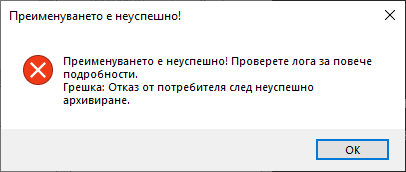 Преименуването е неуспешно!
Преименуването е неуспешно! Проверете лога за повече
подробности.
Грешка: Отказ от потребителя след неуспешно
архивиране.
OK